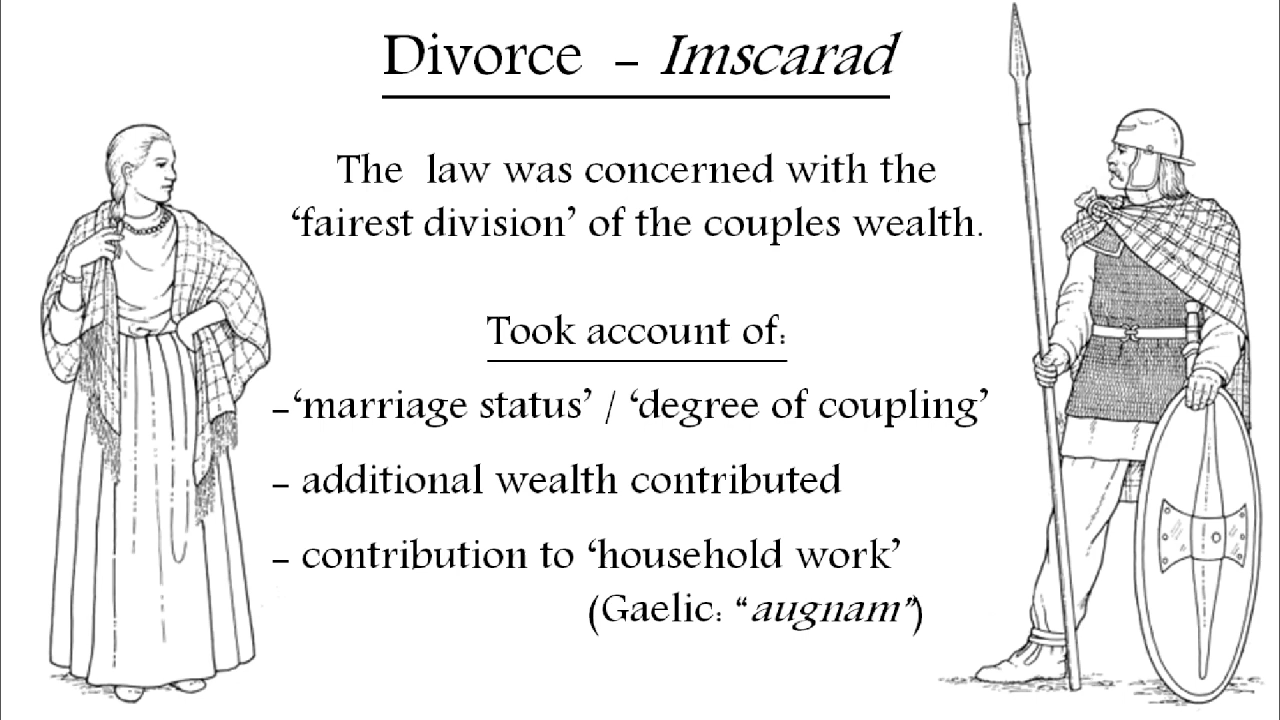 Divorce – Imscarad
The law was concerned with the
‘fairest division’ of the couples wealth.
Took account of:
–‘marriage status’ / ‘degree of coupling’
– additional wealth contributed
– contribution to ‘household work’
(Gaelic: “augnam”)